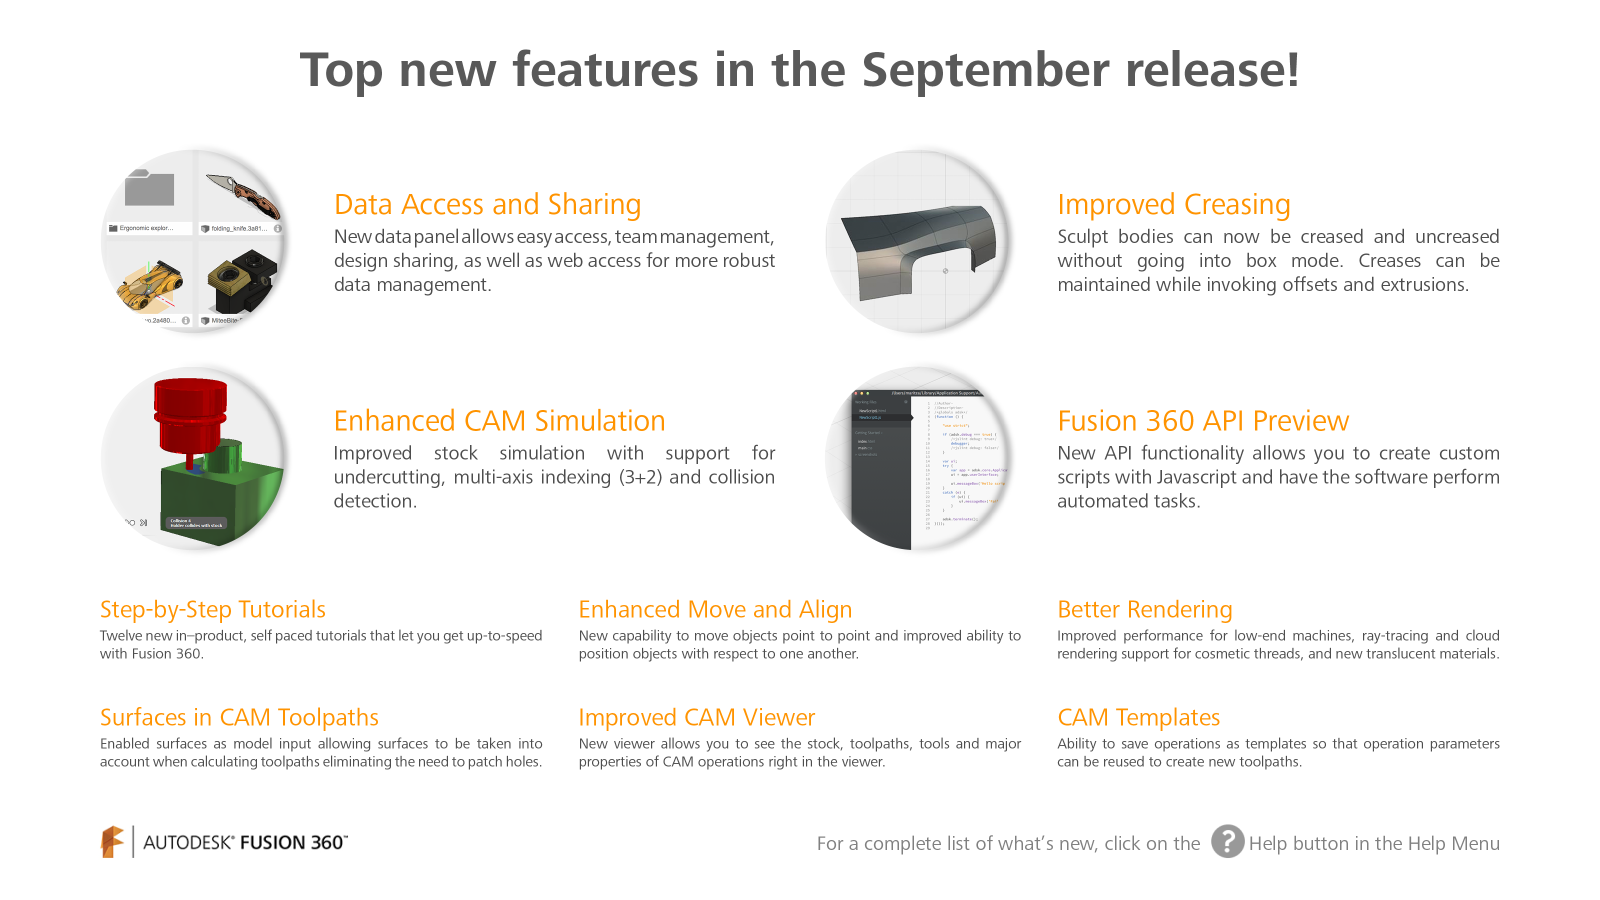 Top new features in the September release!
Ergonomic explor...
folding_knife.3a81...
vo.2a480...
MiteeBite-
Data Access and Sharing
New data panel allows easy access, team management,
design sharing, as well as web access for more robust
data management.
Improved Creasing
Sculpt bodies can now be creased and uncreased
without going into box mode. Creases can be
maintained while invoking offsets and extrusions.
Collision 4
Holder collides with stock
Enhanced CAM Simulation
Improved stock simulation with support for
undercutting, multi-axis indexing (3+2) and collision
detection.
Fusion 360 API Preview
New API functionality allows you to create custom
scripts with Javascript and have the software perform
automated tasks.
Step-by-Step Tutorials
Twelve new in–product, self paced tutorials that let you get up-to-speed
with Fusion 360.
Enhanced Move and Align
New capability to move objects point to point and improved ability to
position objects with respect to one another.
Better Rendering
Improved performance for low-end machines, ray-tracing and cloud
rendering support for cosmetic threads, and new translucent materials.
Surfaces in CAM Toolpaths
Enabled surfaces as model input allowing surfaces to be taken into
account when calculating toolpaths eliminating the need to patch holes.
Improved CAM Viewer
New viewer allows you to see the stock, toolpaths, tools and major
properties of CAM operations right in the viewer.
CAM Templates
Ability to save operations as templates so that operation parameters
can be reused to create new toolpaths.
AUTODESK® FUSION 360™
For a complete list of what's new, click on the ? Help button in the Help Menu